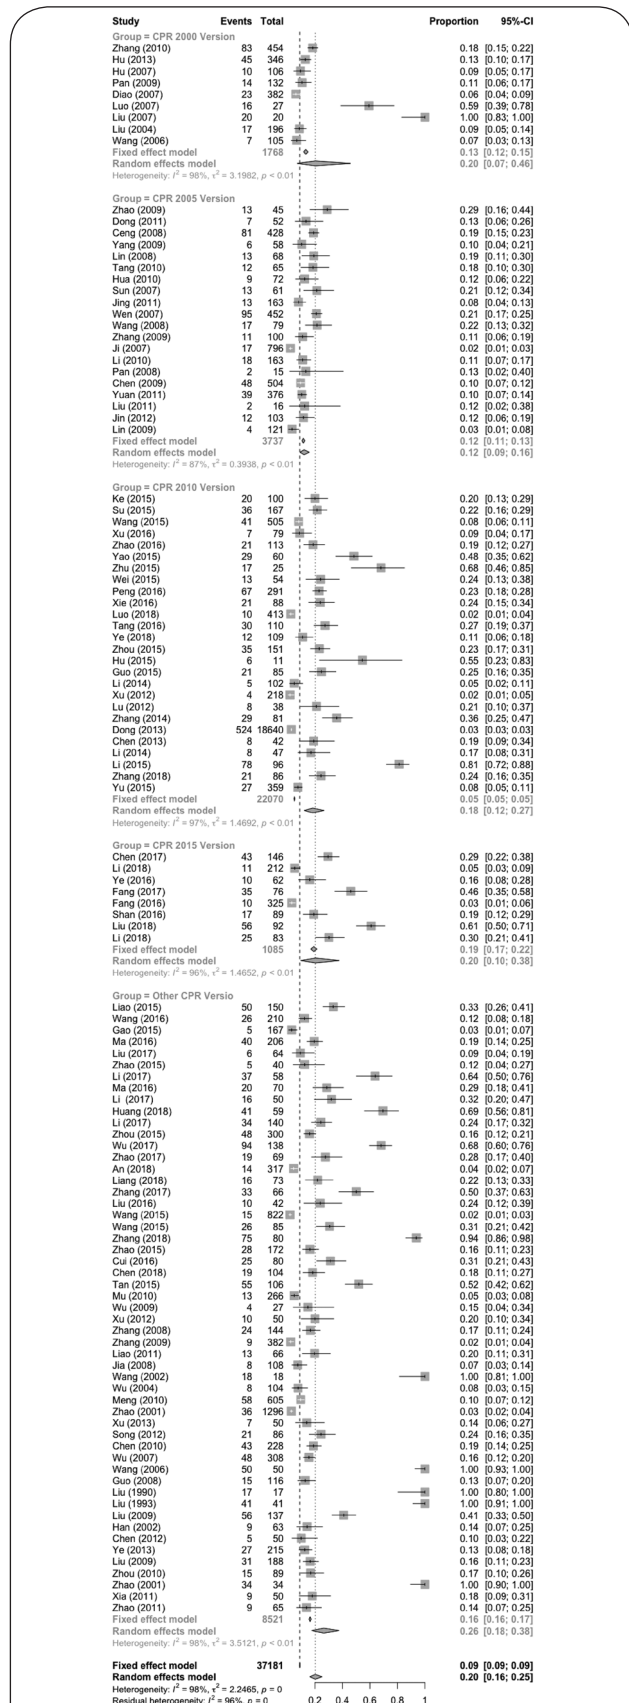 Study Events Total Proportion 95%-CI
Group = CPR 2000 Version
Zhang (2010) 83 454 0.18 [0.15; 0.22]
Hu (2013) 45 346 0.13 [0.10; 0.17]
Hu (2007) 10 106 0.09 [0.05; 0.17]
Pan (2009) 14 132 0.11 [0.06; 0.17]
Diao (2007) 23 382 0.06 [0.04; 0.09]
Luo (2007) 16 27 0.59 [0.39; 0.78]
Liu (2007) 20 20 1.00 [0.83; 1.00]
Liu (2004) 17 196 0.09 [0.05; 0.14]
Wang (2006) 7 105 0.07 [0.03; 0.13]
Fixed effect model 1768 0.13 [0.12; 0.15]
Random effects model 0.20 [0.07; 0.46]
Heterogeneity: I² = 98%, τ² = 3.1982, p < 0.01
Group = CPR 2005 Version
Zhao (2009) 13 45 0.29 [0.16; 0.44]
Dong (2011) 7 52 0.13 [0.06; 0.26]
Ceng (2008) 81 428 0.19 [0.15; 0.23]
Yang (2009) 6 58 0.10 [0.04; 0.21]
Lin (2008) 13 68 0.19 [0.11; 0.30]
Tang (2010) 12 65 0.18 [0.10; 0.30]
Hua (2010) 9 72 0.12 [0.06; 0.22]
Sun (2007) 13 61 0.21 [0.12; 0.34]
Jing (2011) 13 163 0.08 [0.04; 0.13]
Wen (2007) 95 452 0.21 [0.17; 0.25]
Wang (2008) 17 79 0.22 [0.13; 0.32]
Zhang (2009) 11 100 0.11 [0.06; 0.19]
Ji (2007) 17 796 0.02 [0.01; 0.03]
Li (2010) 18 163 0.11 [0.07; 0.17]
Pan (2008) 2 15 0.13 [0.02; 0.40]
Chen (2009) 48 504 0.10 [0.07; 0.12]
Yuan (2011) 39 376 0.10 [0.07; 0.14]
Liu (2011) 2 16 0.12 [0.02; 0.38]
Jin (2012) 12 103 0.12 [0.06; 0.19]
Lin (2009) 4 121 0.03 [0.01; 0.08]
Fixed effect model 3737 0.12 [0.11; 0.13]
Random effects model 0.12 [0.09; 0.16]
Heterogeneity: I² = 87%, τ² = 0.3938, p < 0.01
Group = CPR 2010 Version
Ke (2015) 20 100 0.20 [0.13; 0.29]
Su (2015) 36 167 0.22 [0.16; 0.29]
Wang (2015) 41 505 0.08 [0.06; 0.11]
Xu (2016) 7 79 0.09 [0.04; 0.17]
Zhao (2016) 21 113 0.19 [0.12; 0.27]
Yao (2015) 29 60 0.48 [0.35; 0.62]
Zhu (2015) 17 25 0.68 [0.46; 0.85]
Wei (2015) 13 54 0.24 [0.13; 0.38]
Peng (2016) 67 291 0.23 [0.18; 0.28]
Xie (2016) 21 88 0.24 [0.15; 0.34]
Luo (2018) 10 413 0.02 [0.01; 0.04]
Tang (2016) 30 110 0.27 [0.19; 0.37]
Ye (2018) 12 109 0.11 [0.06; 0.18]
Zhou (2015) 35 151 0.23 [0.17; 0.31]
Hu (2015) 6 11 0.55 [0.23; 0.83]
Guo (2015) 21 85 0.25 [0.16; 0.35]
Li (2014) 5 102 0.05 [0.02; 0.11]
Xu (2012) 4 218 0.02 [0.01; 0.05]
Lu (2012) 8 38 0.21 [0.10; 0.37]
Zhang (2014) 29 81 0.36 [0.25; 0.47]
Dong (2013) 524 18640 0.03 [0.03; 0.03]
Chen (2013) 8 42 0.19 [0.09; 0.34]
Li (2014) 8 47 0.17 [0.08; 0.31]
Li (2015) 78 96 0.81 [0.72; 0.88]
Zhang (2018) 21 86 0.24 [0.16; 0.35]
Yu (2015) 27 359 0.08 [0.05; 0.11]
Fixed effect model 22070 0.05 [0.05; 0.05]
Random effects model 0.18 [0.12; 0.27]
Heterogeneity: I² = 97%, τ² = 1.4692, p < 0.01
Group = CPR 2015 Version
Chen (2017) 43 146 0.29 [0.22; 0.38]
Li (2018) 11 212 0.05 [0.03; 0.09]
Ye (2016) 10 62 0.16 [0.08; 0.28]
Fang (2017) 35 76 0.46 [0.35; 0.58]
Fang (2016) 10 325 0.03 [0.01; 0.06]
Shan (2016) 17 89 0.19 [0.12; 0.29]
Liu (2018) 56 92 0.61 [0.50; 0.71]
Li (2018) 25 83 0.30 [0.21; 0.41]
Fixed effect model 1085 0.19 [0.17; 0.22]
Random effects model 0.20 [0.10; 0.38]
Heterogeneity: I² = 96%, τ² = 1.4652, p < 0.01
Group = Other CPR Versio
Liao (2015) 50 150 0.33 [0.26; 0.41]
Wang (2016) 26 210 0.12 [0.08; 0.18]
Gao (2015) 5 167 0.03 [0.01; 0.07]
Ma (2016) 40 206 0.19 [0.14; 0.25]
Liu (2017) 6 64 0.09 [0.04; 0.19]
Zhao (2015) 5 40 0.12 [0.04; 0.27]
Li (2017) 37 58 0.64 [0.50; 0.76]
Ma (2016) 20 70 0.29 [0.18; 0.41]
Li (2017) 16 50 0.32 [0.20; 0.47]
Huang (2018) 41 59 0.69 [0.56; 0.81]
Li (2017) 34 140 0.24 [0.17; 0.32]
Zhou (2015) 48 300 0.16 [0.12; 0.21]
Wu (2017) 94 138 0.68 [0.60; 0.76]
Zhao (2017) 19 69 0.28 [0.17; 0.40]
An (2018) 14 317 0.04 [0.02; 0.07]
Liang (2018) 16 73 0.22 [0.13; 0.33]
Zhang (2017) 33 66 0.50 [0.37; 0.63]
Liu (2016) 10 42 0.24 [0.12; 0.39]
Wang (2015) 15 822 0.02 [0.01; 0.03]
Wang (2015) 26 85 0.31 [0.21; 0.42]
Zhang (2018) 75 80 0.94 [0.86; 0.98]
Zhao (2015) 28 172 0.16 [0.11; 0.23]
Cui (2016) 25 80 0.31 [0.21; 0.43]
Chen (2018) 19 104 0.18 [0.11; 0.27]
Tan (2015) 55 106 0.52 [0.42; 0.62]
Mu (2010) 13 266 0.05 [0.03; 0.08]
Wu (2009) 4 27 0.15 [0.04; 0.34]
Xu (2012) 10 50 0.20 [0.10; 0.34]
Zhang (2008) 24 144 0.17 [0.11; 0.24]
Zhang (2009) 9 382 0.02 [0.01; 0.04]
Liao (2011) 13 66 0.20 [0.11; 0.31]
Jia (2008) 8 108 0.07 [0.03; 0.14]
Wang (2002) 18 18 1.00 [0.81; 1.00]
Wu (2004) 8 104 0.08 [0.03; 0.15]
Meng (2010) 58 605 0.10 [0.07; 0.12]
Zhao (2001) 36 1296 0.03 [0.02; 0.04]
Xu (2013) 7 50 0.14 [0.06; 0.27]
Song (2012) 21 86 0.24 [0.16; 0.35]
Chen (2010) 43 228 0.19 [0.14; 0.25]
Wu (2007) 48 308 0.16 [0.12; 0.20]
Wang (2006) 50 50 1.00 [0.93; 1.00]
Guo (2008) 15 116 0.13 [0.07; 0.20]
Liu (1990) 17 17 1.00 [0.80; 1.00]
Liu (1993) 41 41 1.00 [0.91; 1.00]
Liu (2009) 56 137 0.41 [0.33; 0.50]
Han (2002) 9 63 0.14 [0.07; 0.25]
Chen (2012) 5 50 0.10 [0.03; 0.22]
Ye (2013) 27 215 0.13 [0.08; 0.18]
Liu (2009) 31 188 0.16 [0.11; 0.23]
Zhou (2010) 15 89 0.17 [0.10; 0.26]
Zhao (2001) 34 34 1.00 [0.90; 1.00]
Xia (2011) 9 50 0.18 [0.09; 0.31]
Zhao (2011) 9 65 0.14 [0.07; 0.25]
Fixed effect model 8521 0.16 [0.16; 0.17]
Random effects model 0.26 [0.18; 0.38]
Heterogeneity: I² = 98%, τ² = 3.5121, p < 0.01
Fixed effect model 37181 0.09 [0.09; 0.09]
Random effects model 0.20 [0.16; 0.25]
Heterogeneity: I² = 98%, τ² = 2.2465, p = 0
Residual heterogeneity: I² = 96%, p = 0 0.2 0.4 0.6 0.8 1